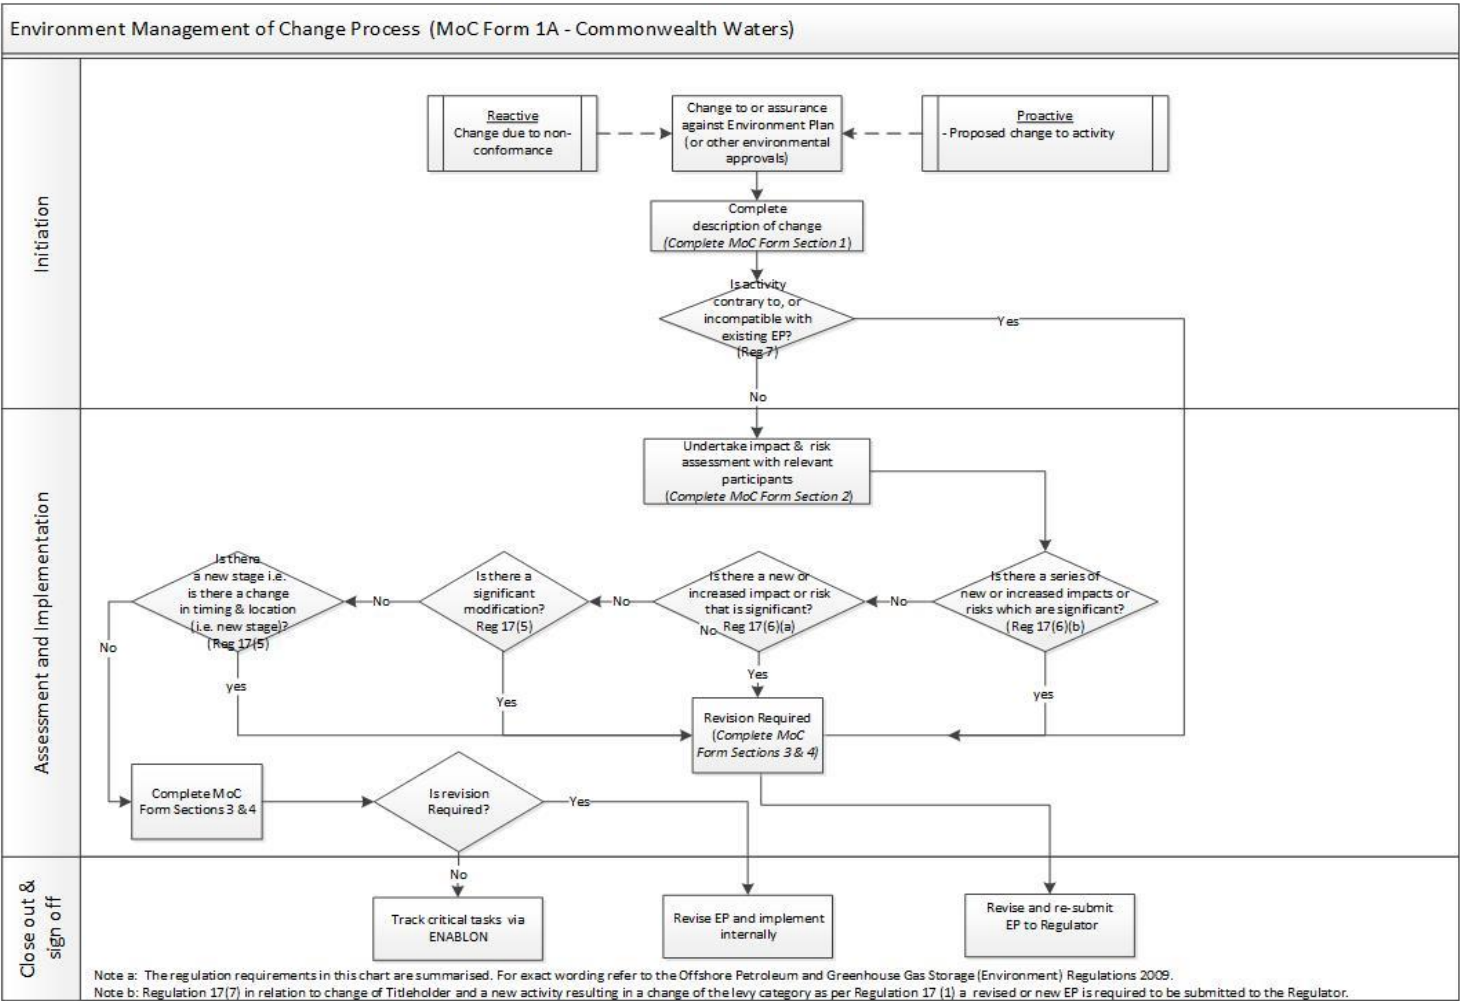 Environment Management of Change Process (MoC Form 1A - Commonwealth Waters)
Initiation
Reactive
Change due to non-
conformance
Change to or assurance
against Environment Plan
(or other environmental
approvals)
Proactive
- Proposed change to activity
Complete
description of change
(Complete MoC Form Section 1)
Is activity
contrary to, or
incompatible with
existing EP?
(Reg 7)
Yes
No
Assessment and Implementation
Undertake impact & risk
assessment with relevant
participants
(Complete MoC Form Section 2)
Is there
a new stage i.e.
is there a change
in timing & location
(i.e. new stage)?
(Reg 17(5)
No
Is there a
significant
modification?
Reg 17(5)
No
Is there a new or
increased impact or risk
that is significant?
No Reg 17(6)(a)
No
Is there a series of
new or increased impacts or
risks which are significant?
(Reg 17(6)(b)
No
yes
Yes
Yes
yes
Revision Required
(Complete MoC
Form Sections 3 & 4)
Complete MoC
Form Sections 3 & 4
Is revision
Required?
Yes
No
Close out &
sign off
Track critical tasks via
ENABLON
Revise EP and implement
internally
Revise and re-submit
EP to Regulator
Note a: The regulation requirements in this chart are summarised. For exact wording refer to the Offshore Petroleum and Greenhouse Gas Storage (Environment) Regulations 2009.
Note b: Regulation 17(7) in relation to change of Titleholder and a new activity resulting in a change of the levy category as per Regulation 17 (1) a revised or new EP is required to be submitted to the Regulator.